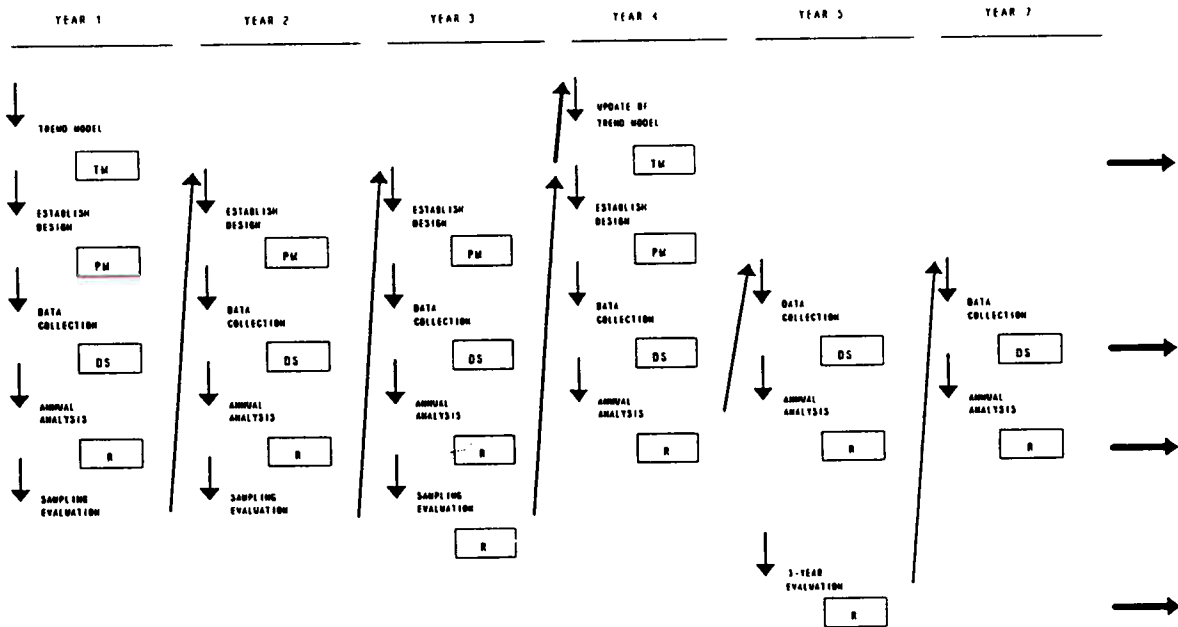 YEAR 1
YEAR 2
YEAR 3
YEAR 4
YEAR 5
YEAR 7
TREND MODEL
TM
ESTABLISH
DESIGN
PM
DATA
COLLECTION
DS
ANNUAL
ANALYSIS
R
SAMPLING
EVALUATION
ESTABLISH
DESIGN
PM
DATA
COLLECTION
DS
ANNUAL
ANALYSIS
R
SAMPLING
EVALUATION
ESTABLISH
DESIGN
PM
DATA
COLLECTION
DS
ANNUAL
ANALYSIS
R
SAMPLING
EVALUATION
R
UPDATE OF
TREND MODEL
TM
ESTABLISH
DESIGN
PM
DATA
COLLECTION
DS
ANNUAL
ANALYSIS
R
DATA
COLLECTION
DS
ANNUAL
ANALYSIS
R
-YEAR
EVALUATION
R
DATA
COLLECTION
DS
ANNUAL
ANALYSIS
R